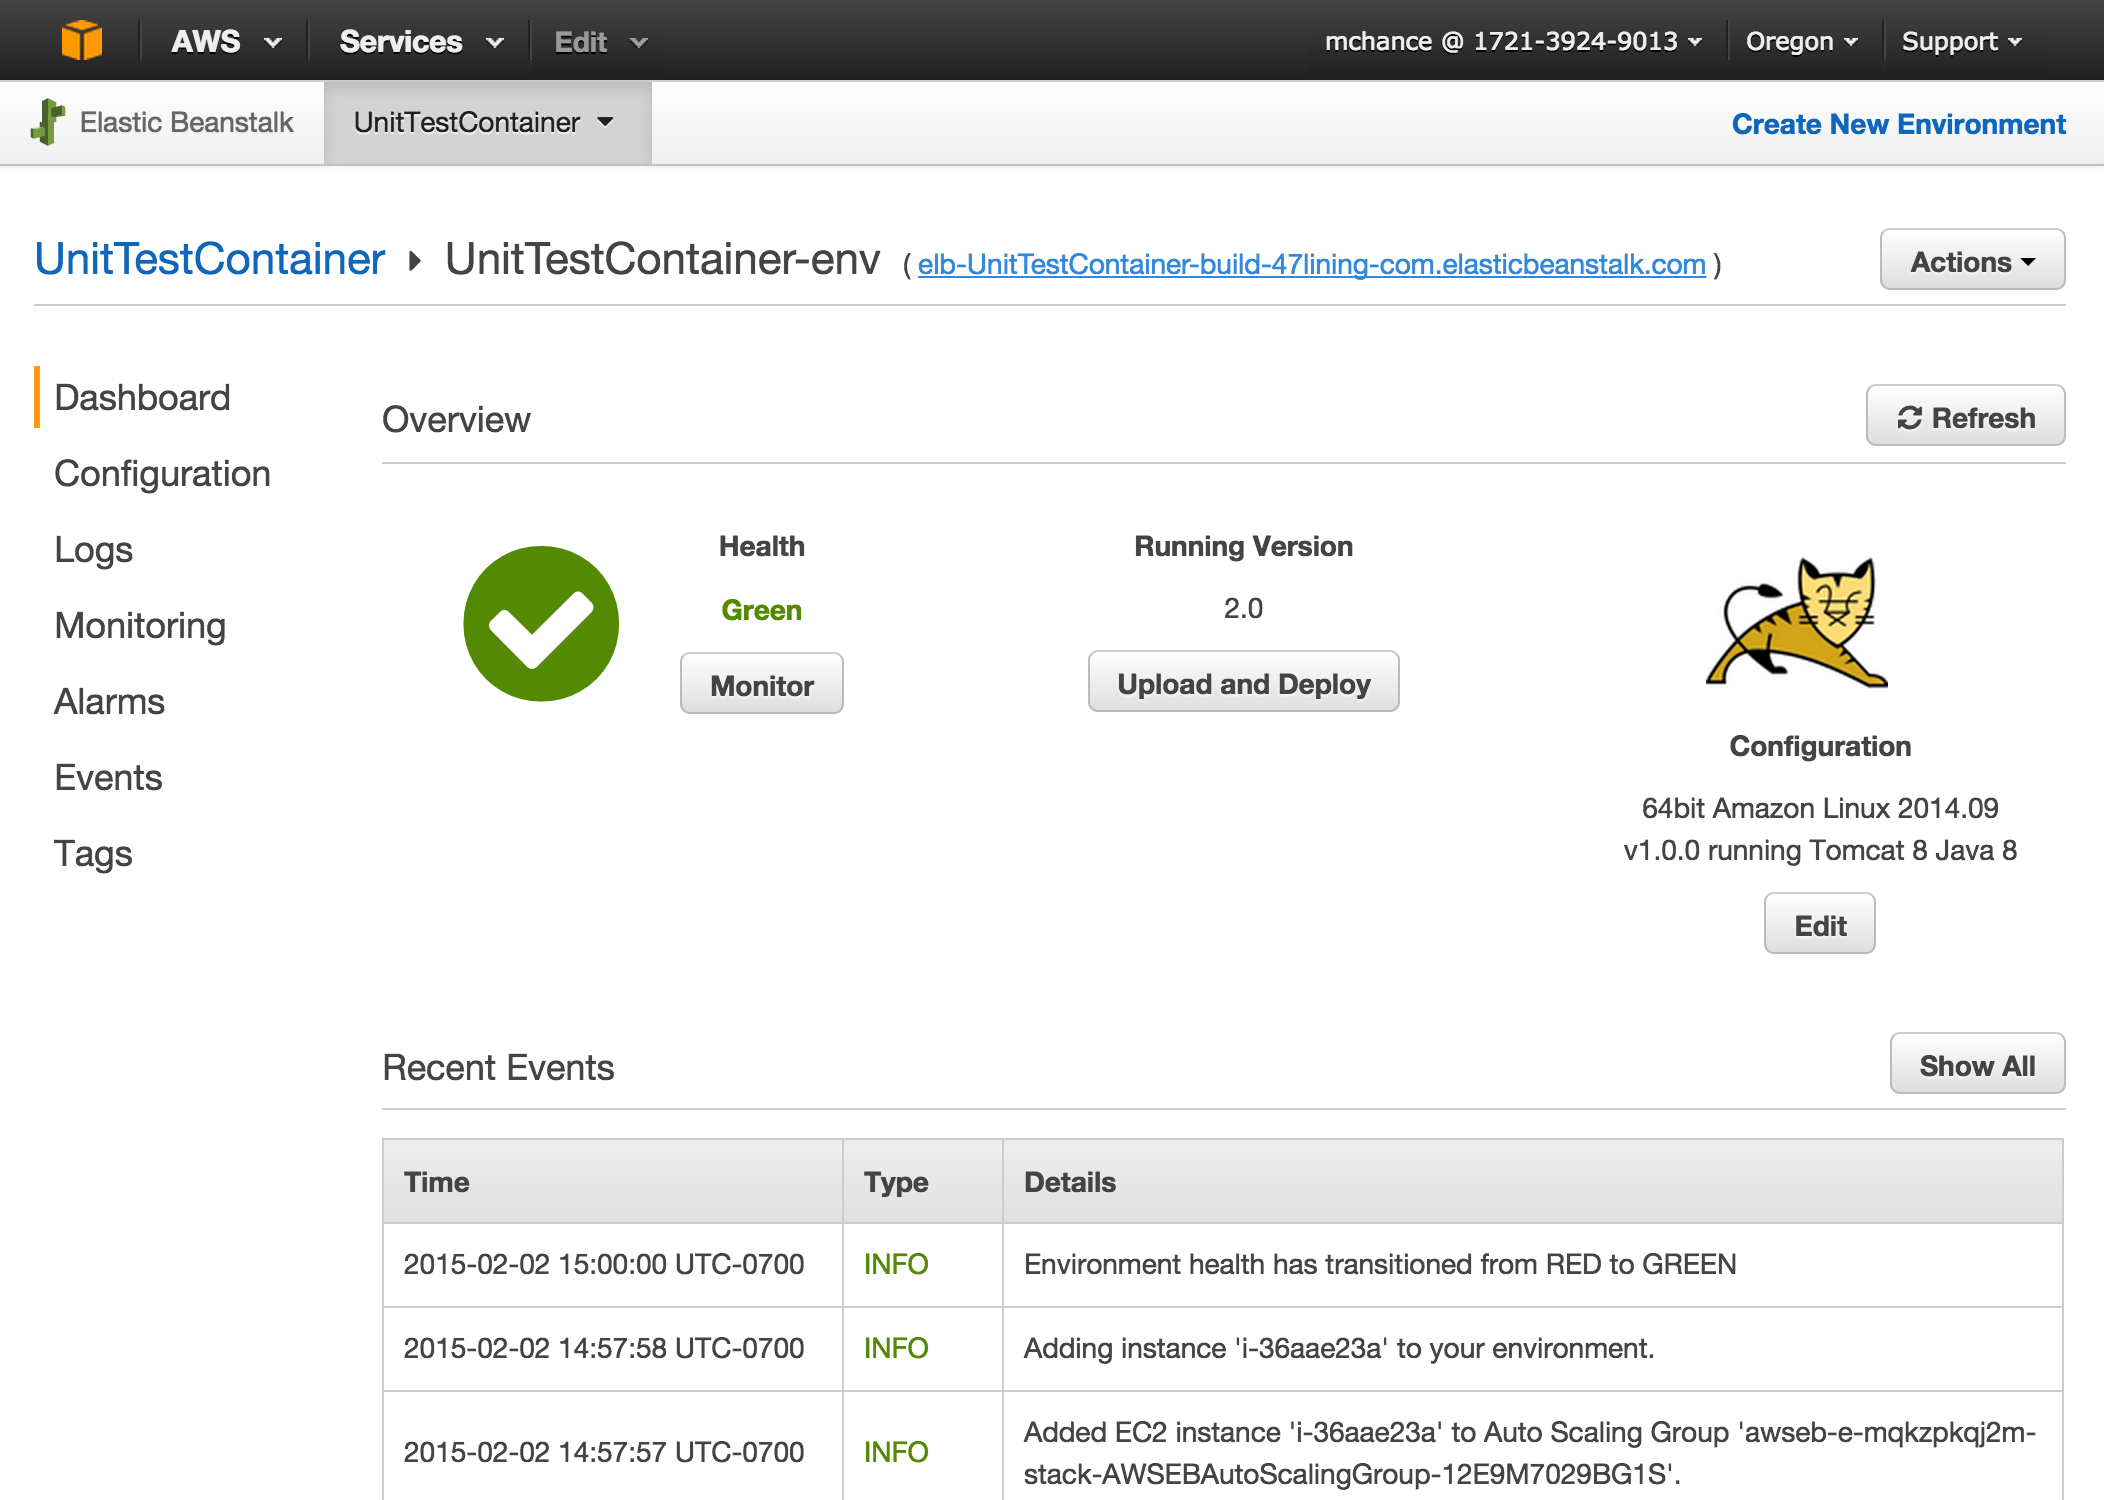 AWS Services Edit mchance @ 1721-3924-9013 Oregon Support
Elastic Beanstalk UnitTestContainer Create New Environment
UnitTestContainer UnitTestContainer-env ( elb-UnitTestContainer-build-47lining-com.elasticbeanstalk.com ) Actions
Dashboard
Configuration
Logs
Monitoring
Alarms
Events
Tags
Overview Refresh
Health
Green
Monitor
Running Version
2.0
Upload and Deploy
Configuration
64bit Amazon Linux 2014.09
v1.0.0 running Tomcat 8 Java 8
Edit
Recent Events Show All
Time Type Details
2015-02-02 15:00:00 UTC-0700 INFO Environment health has transitioned from RED to GREEN
2015-02-02 14:57:58 UTC-0700 INFO Adding instance 'i-36aae23a' to your environment.
2015-02-02 14:57:57 UTC-0700 INFO Added EC2 instance 'i-36aae23a' to Auto Scaling Group 'awseb-e-mqkzpkqj2m-
stack-AWSEBAutoScalingGroup-12E9M7029BG1S'.